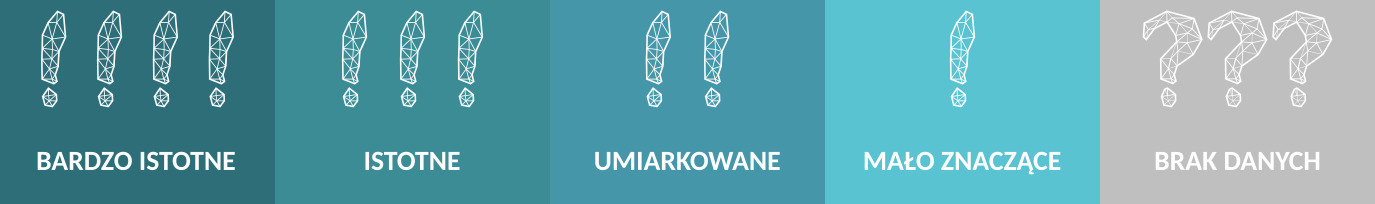 !!!! !!! !! ! ???
BARDZO ISTOTNE ISTOTNE UMIARKOWANE MAŁO ZNACZĄCE BRAK DANYCH